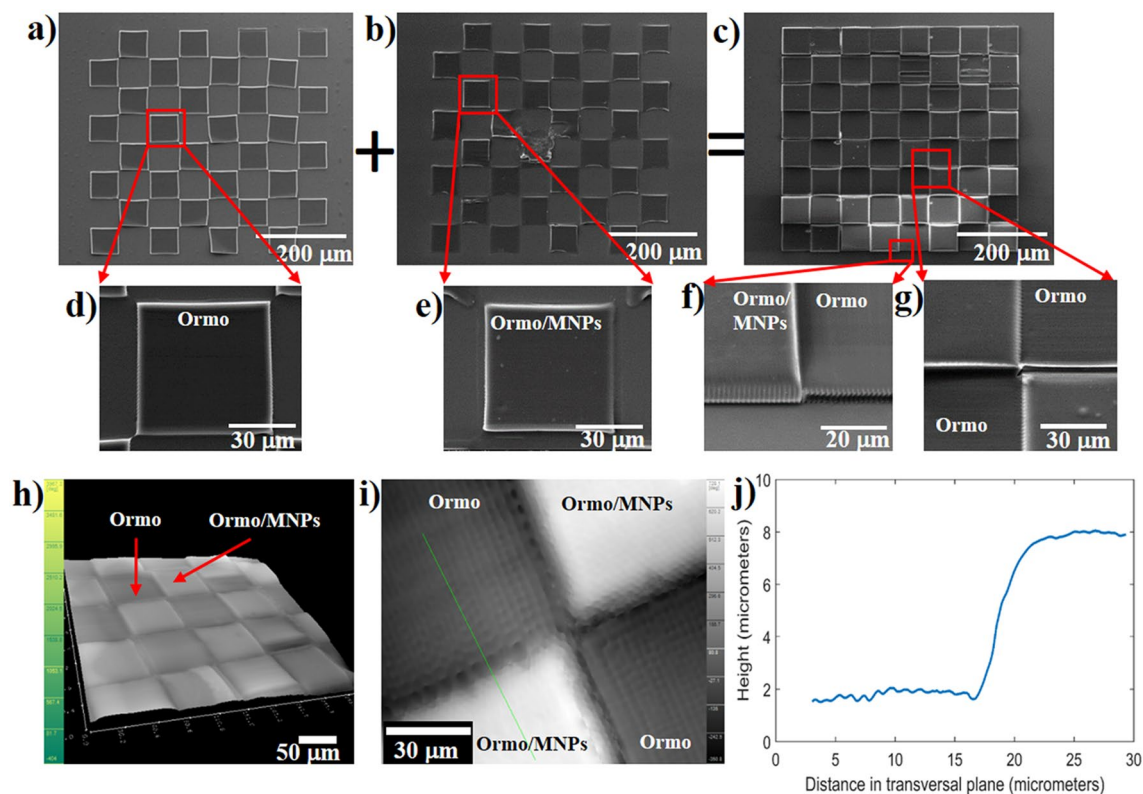 a)
b)
c)
+
=
200 μm
200 μm
200 μm
d)
Ormo
30 μm
e)
Ormo/MNPs
30 μm
f)
Ormo/
MNPs
Ormo
20 μm
g)
Ormo
Ormo
30 μm
h)
Ormo
Ormo/MNPs
50 μm
i)
Ormo
Ormo/MNPs
30 μm
Ormo/MNPs
Ormo
j)
Height (micrometers)
10
8
6
4
2
0
0
5
10
15
20
25
30
Distance in transversal plane (micrometers)